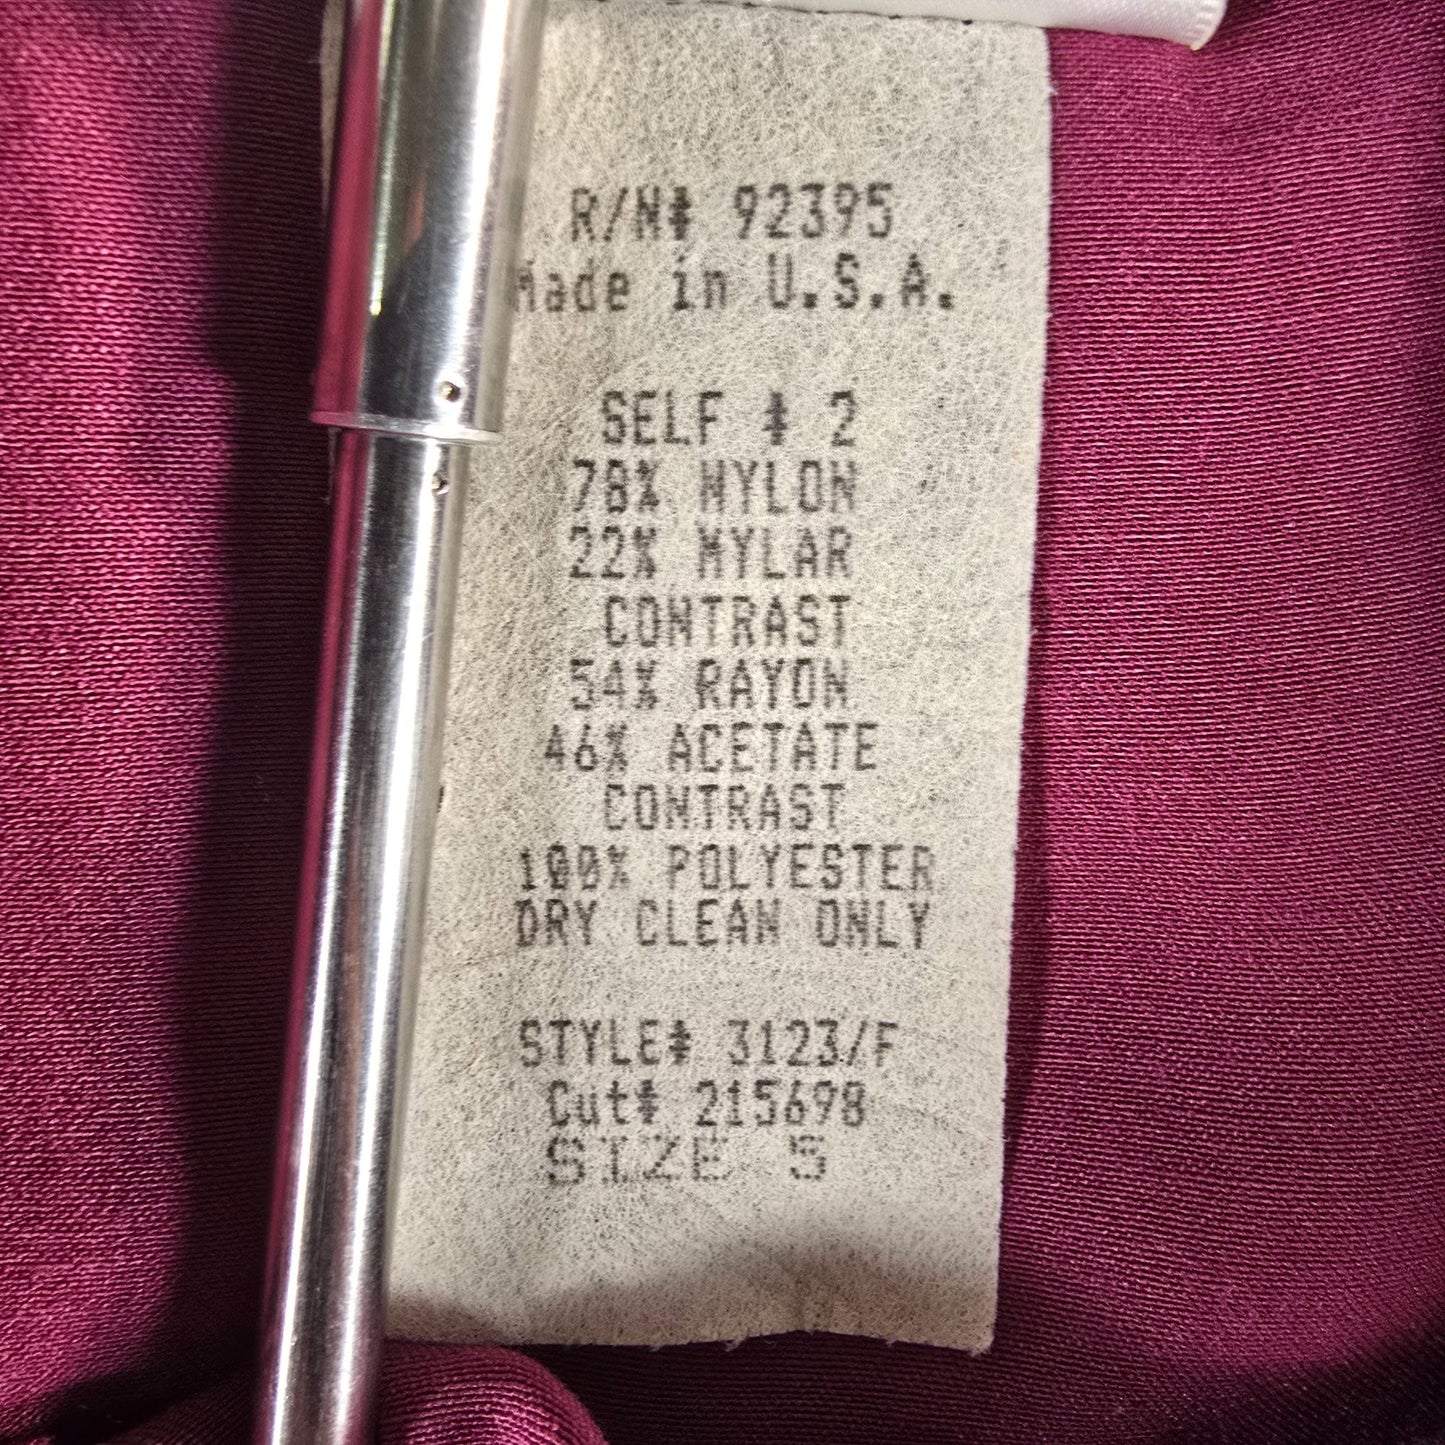 R/N# 92395
Made in U.S.A.
SELF # 2
78% NYLON
22% MYLAR
CONTRAST
54% RAYON
46% ACETATE
CONTRAST
100% POLYESTER
DRY CLEAN ONLY
STYLE# 3123/F
Cut# 215698
SIZE 5